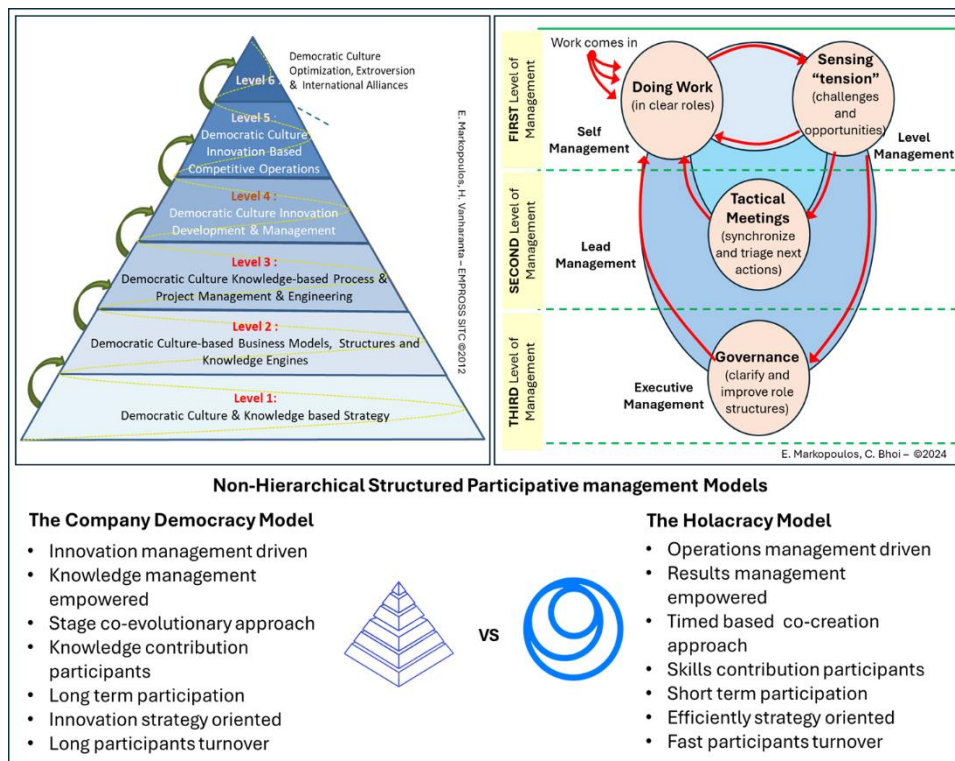 Level 6 :
Democratic Culture
Optimization, Extroversion
& International Alliances
Level 5 :
Democratic Culture
Innovation Based
Competitive Operations
Level 4 :
Democratic Culture Innovation
Development & Management
Level 3 :
Democratic Culture Knowledge-based Process &
Project Management & Engineering
Level 2 :
Democratic Culture-based Business Models, Structures and
Knowledge Engines
Level 1:
Democratic Culture & Knowledge based Strategy
E. Markopoulos, H. Vanharanta – EMPROSS SITC ©2012
FIRST Level of
Management
Work comes in
Doing Work
(in clear roles)
Sensing
“tension”
(challenges
and
opportunities)
Self
Management
Level
Management
SECOND Level of
Management
Lead
Management
Tactical
Meetings
(synchronize
and triage next
actions)
THIRD Level of
Management
Executive
Management
Governance
(clarify and
improve role
structures)
E. Markopoulos, C. Bhoi – ©2024
Non-Hierarchical Structured Participative management Models
The Company Democracy Model
• Innovation management driven
• Knowledge management
empowered
• Stage co-evolutionary approach
• Knowledge contribution
participants
• Long term participation
• Innovation strategy oriented
• Long participants turnover
VS
The Holacracy Model
• Operations management driven
• Results management
empowered
• Timed based co-creation
approach
• Skills contribution participants
• Short term participation
• Efficiently strategy oriented
• Fast participants turnover